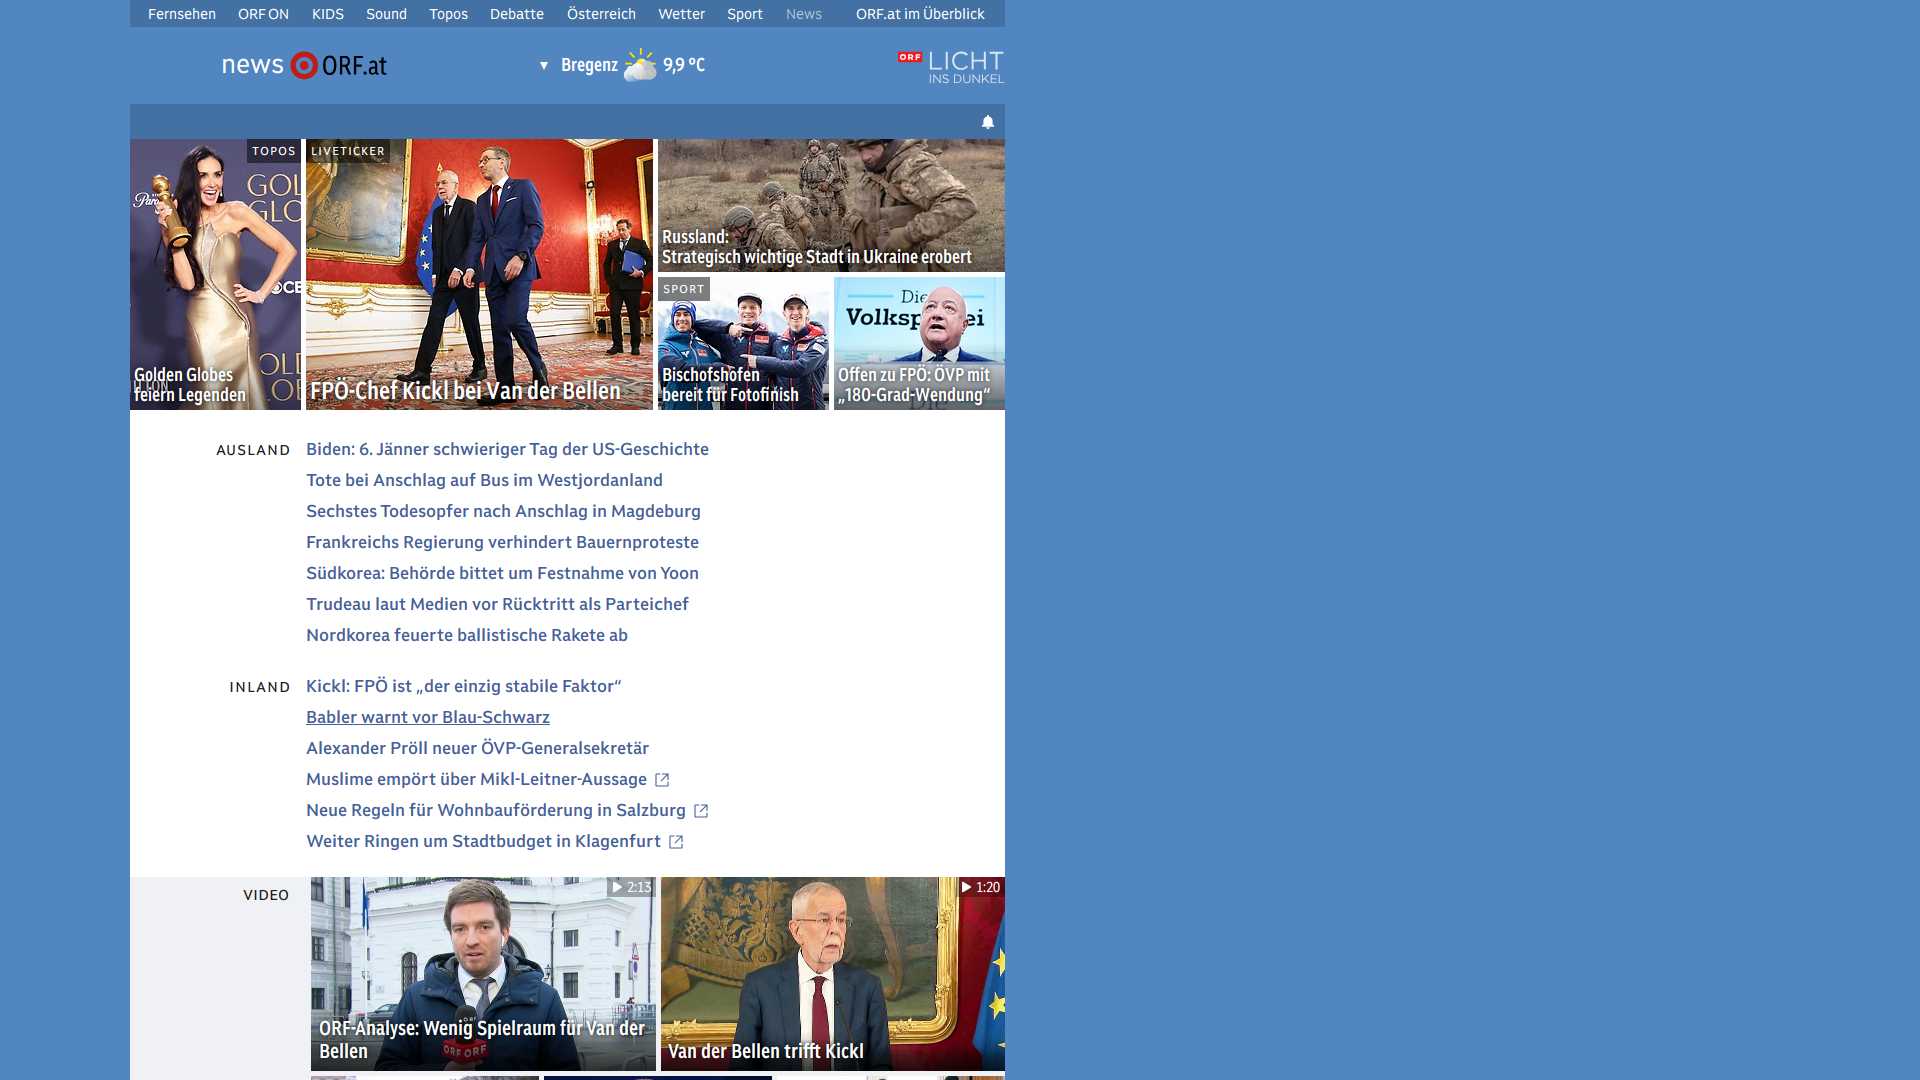 Fernsehen ORF ON KIDS Sound Topos Debatte Österreich Wetter Sport News ORF.at im Überblick
news ORF.at
Bregenz 9,9 °C
ORF LICHT
INS DUNKEL
TOPOS
Golden Globes
feiern Legenden
LIVETICKER
FPÖ-Chef Kickl bei Van der Bellen
Russland:
Strategisch wichtige Stadt in Ukraine erobert
SPORT
Bischofshofen
bereit für Fotofinish
Offen zu FPÖ: ÖVP mit
„180-Grad-Wendung“
AUSLAND
Biden: 6. Jänner schwieriger Tag der US-Geschichte
Tote bei Anschlag auf Bus im Westjordanland
Sechstes Todesopfer nach Anschlag in Magdeburg
Frankreichs Regierung verhindert Bauernproteste
Südkorea: Behörde bittet um Festnahme von Yoon
Trudeau laut Medien vor Rücktritt als Parteichef
Nordkorea feuerte ballistische Rakete ab
INLAND
Kickl: FPÖ ist „der einzig stabile Faktor“
Babler warnt vor Blau-Schwarz
Alexander Pröll neuer ÖVP-Generalsekretär
Muslime empört über Mikl-Leitner-Aussage
Neue Regeln für Wohnbauförderung in Salzburg
Weiter Ringen um Stadtbudget in Klagenfurt
VIDEO
2:13
ORF-Analyse: Wenig Spielraum für Van der
Bellen
ORF ORF
1:20
Van der Bellen trifft Kickl